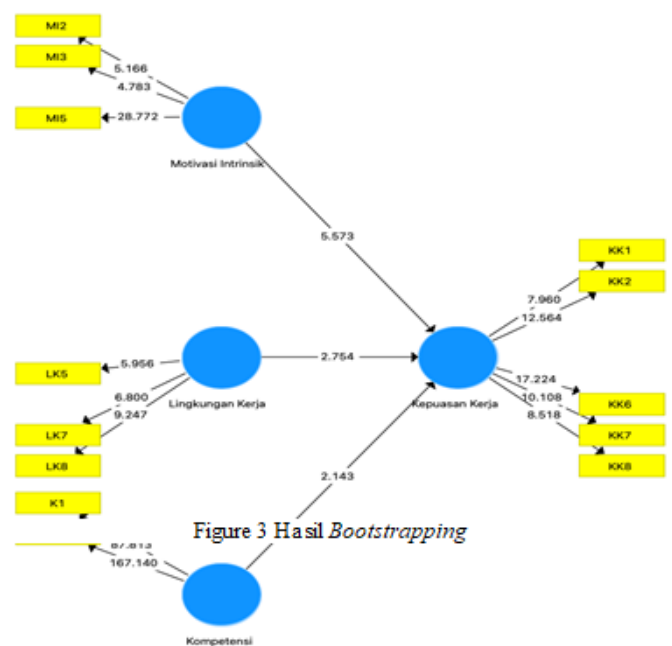 MI2
MI3
MI5
5.166
4.783
28.772
Motivasi Intrinsik
5.573
KK1
KK2
7.960
12.564
LK5
LK7
LK8
5.956
6.800
9.247
Lingkungan Kerja
2.754
Kepuasan Kerja
17.224
10.108
8.518
KK6
KK7
KK8
K1
2.143
Figure 3 Hasil Bootstrapping
87.813
167.140
Kompetensi